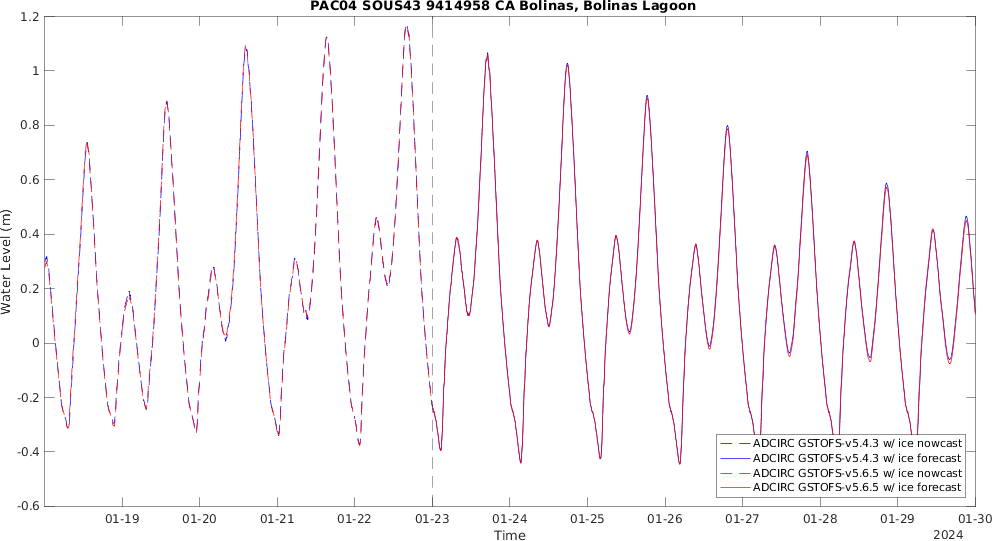 PAC04 SOUS43 9414958 CA Bolinas, Bolinas Lagoon
1.2
1
0.8
0.6
0.4
0.2
0
-0.2
-0.4
-0.6
Water Level (m)
ADCIRC GSTOFS-v5.4.3 w/ ice nowcast
ADCIRC GSTOFS-v5.4.3 w/ ice forecast
ADCIRC GSTOFS-v5.6.5 w/ ice nowcast
ADCIRC GSTOFS-v5.6.5 w/ ice forecast
01-19 01-20 01-21 01-22 01-23 01-24 01-25 01-26 01-27 01-28 01-29 01-30
Time
2024